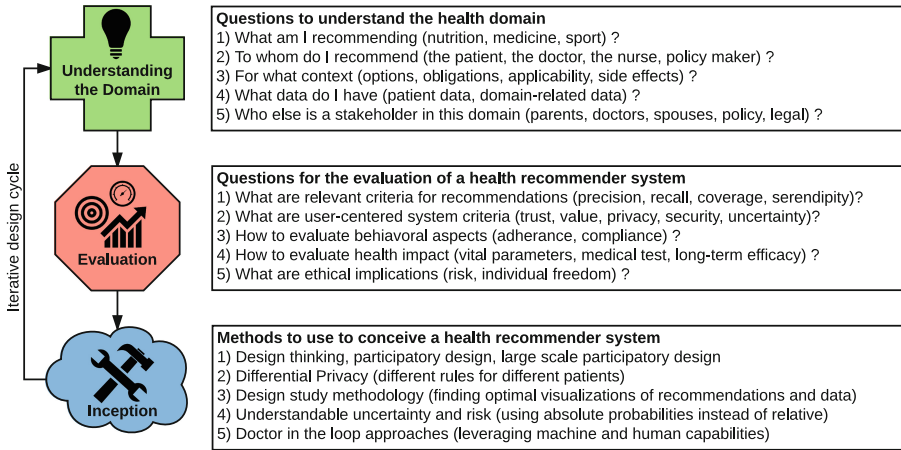 Iterative design cycle
Understanding
the Domain
Questions to understand the health domain
1) What am I recommending (nutrition, medicine, sport) ?
2) To whom do I recommend (the patient, the doctor, the nurse, policy maker) ?
3) For what context (options, obligations, applicability, side effects) ?
4) What data do I have (patient data, domain-related data) ?
5) Who else is a stakeholder in this domain (parents, doctors, spouses, policy, legal) ?
Evaluation
Questions for the evaluation of a health recommender system
1) What are relevant criteria for recommendations (precision, recall, coverage, serendipity)?
2) What are user-centered system criteria (trust, value, privacy, security, uncertainty)?
3) How to evaluate behavioral aspects (adherance, compliance) ?
4) How to evaluate health impact (vital parameters, medical test, long-term efficacy) ?
5) What are ethical implications (risk, individual freedom) ?
Inception
Methods to use to conceive a health recommender system
1) Design thinking, participatory design, large scale participatory design
2) Differential Privacy (different rules for different patients)
3) Design study methodology (finding optimal visualizations of recommendations and data)
4) Understandable uncertainty and risk (using absolute probabilities instead of relative)
5) Doctor in the loop approaches (leveraging machine and human capabilities)